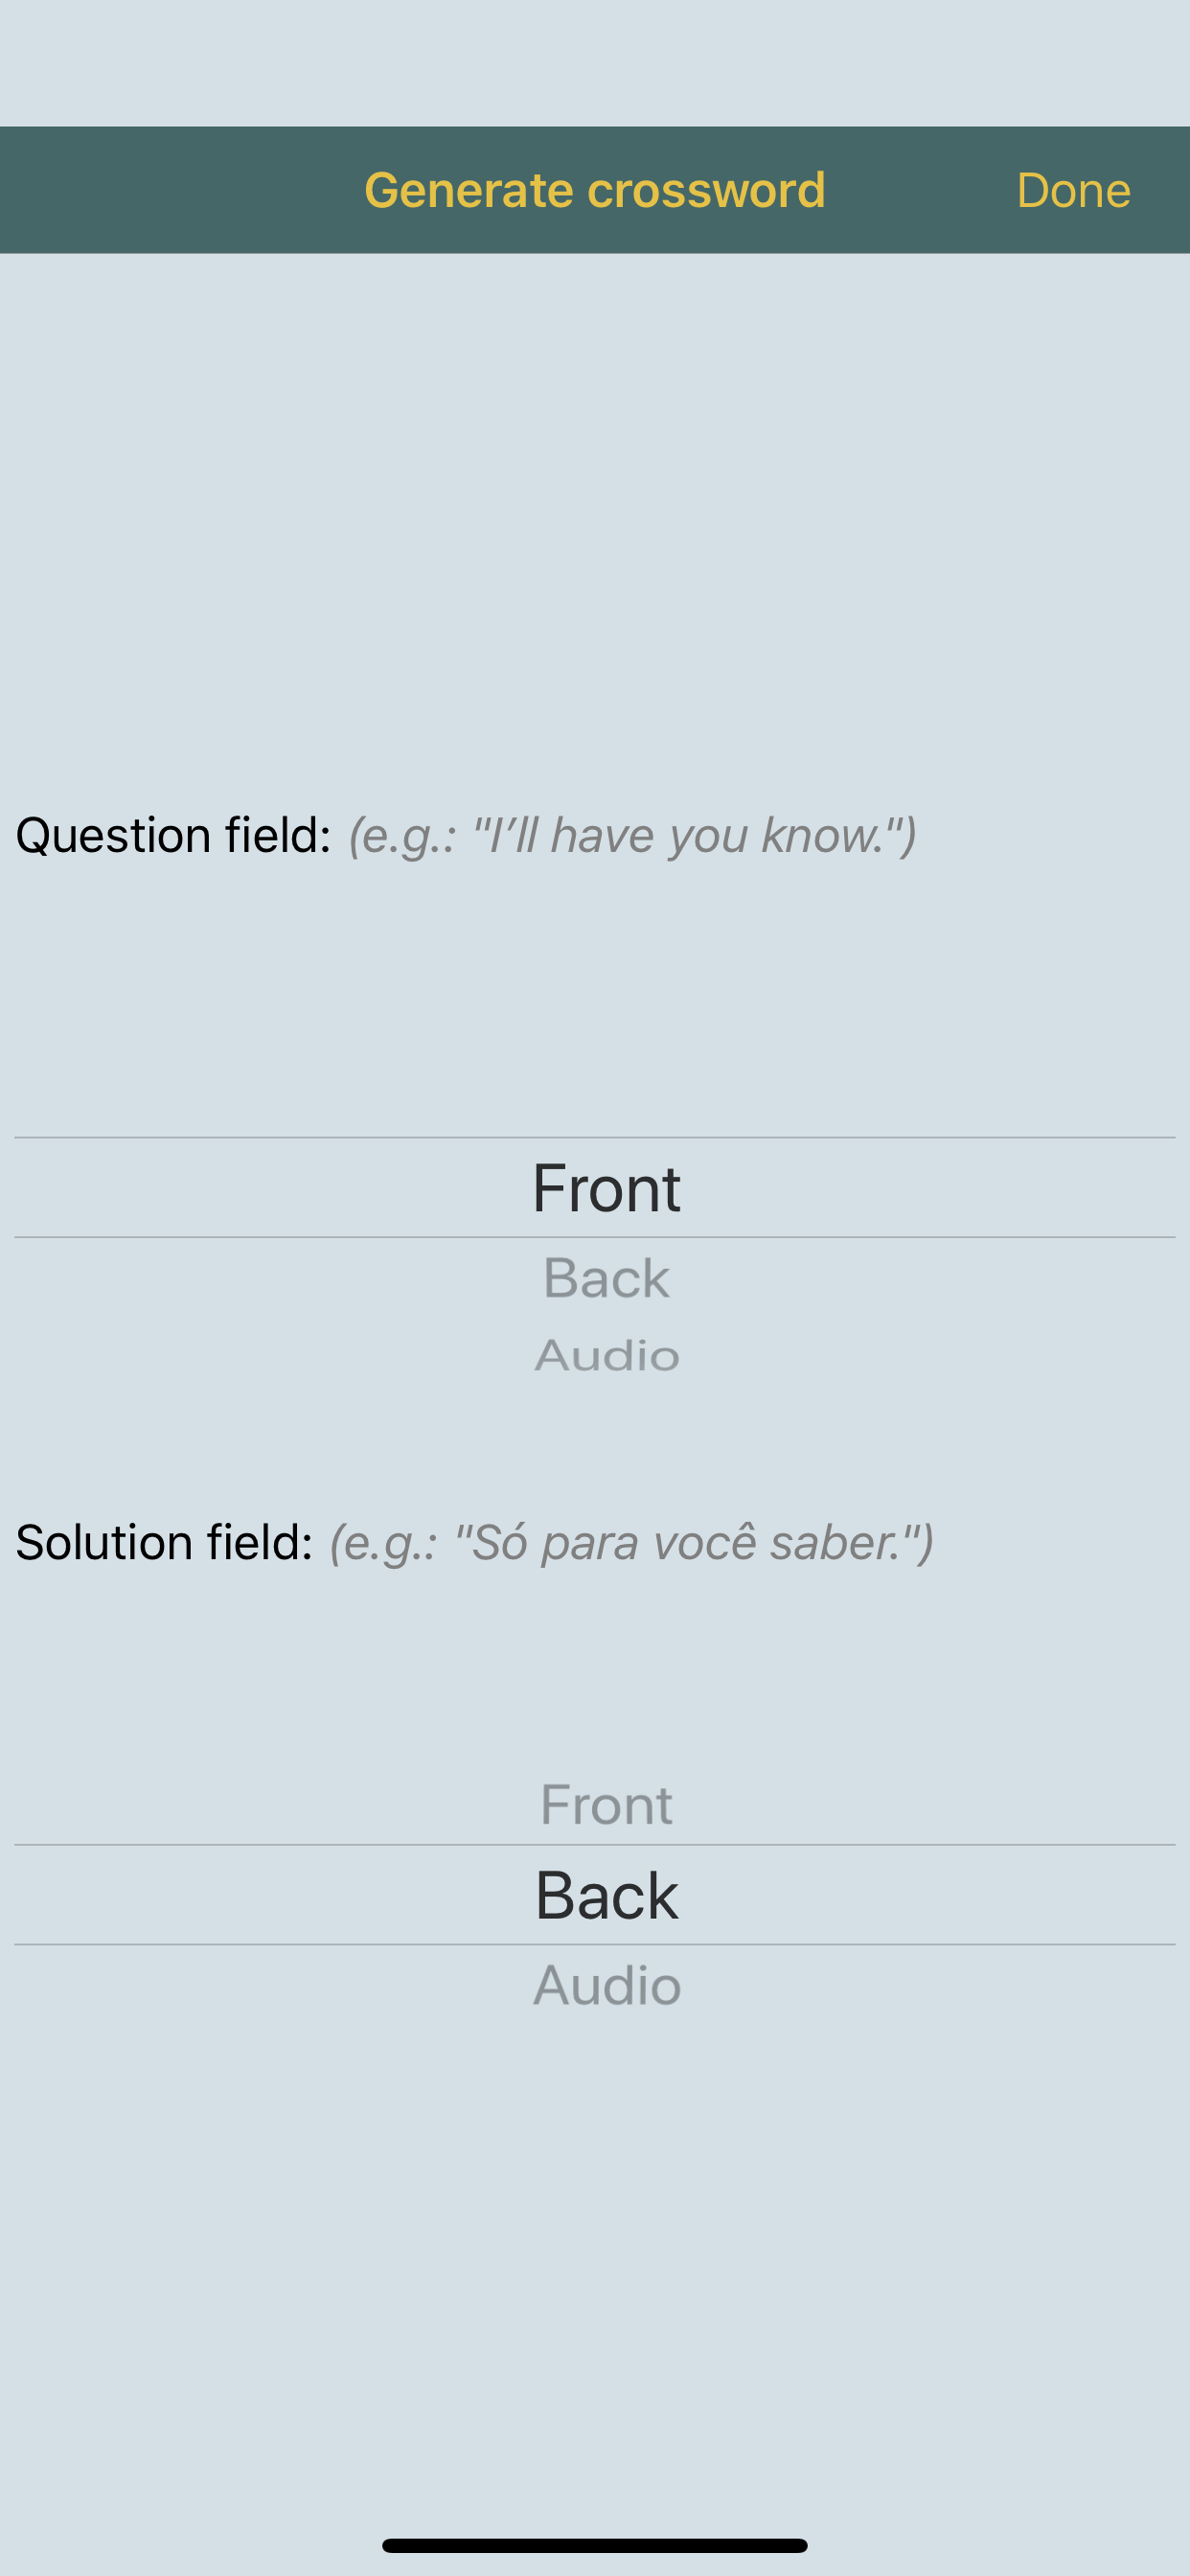 Generate crossword Done
Question field: (e.g.: "I’ll have you know.")
Front
Back
Audio
Solution field: (e.g.: "Só para você saber.")
Front
Back
Audio